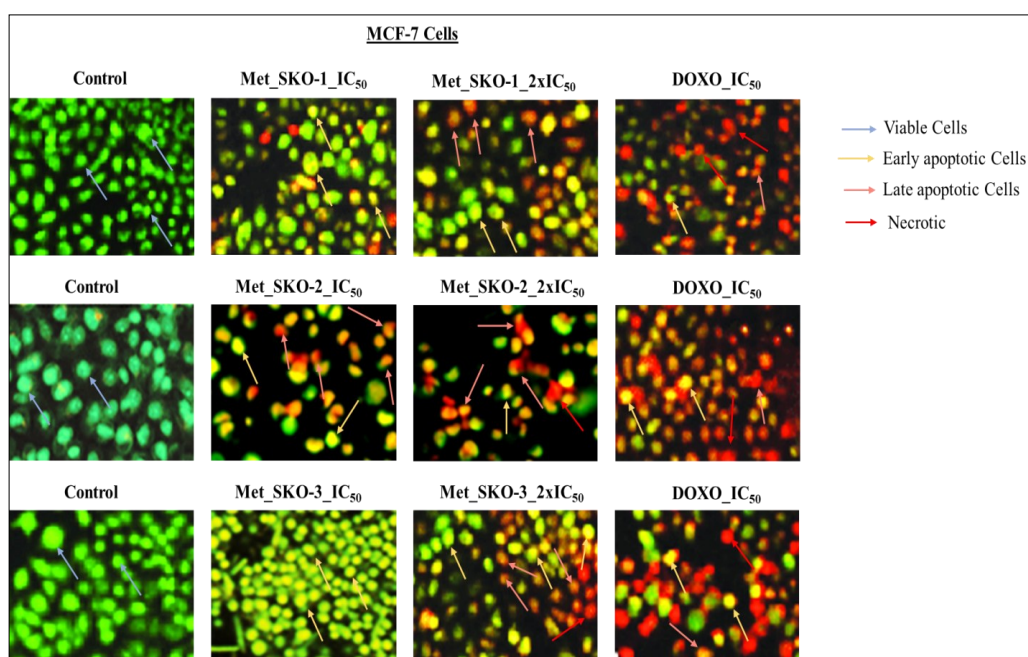 MCF-7 Cells
Control
Met_SKO-1_IC50
Met_SKO-1_2xIC50
DOXO_IC50
Viable Cells
Early apoptotic Cells
Late apoptotic Cells
Necrotic
Control
Met_SKO-2_IC50
Met_SKO-2_2xIC50
DOXO_IC50
Control
Met_SKO-3_IC50
Met_SKO-3_2xIC50
DOXO_IC50